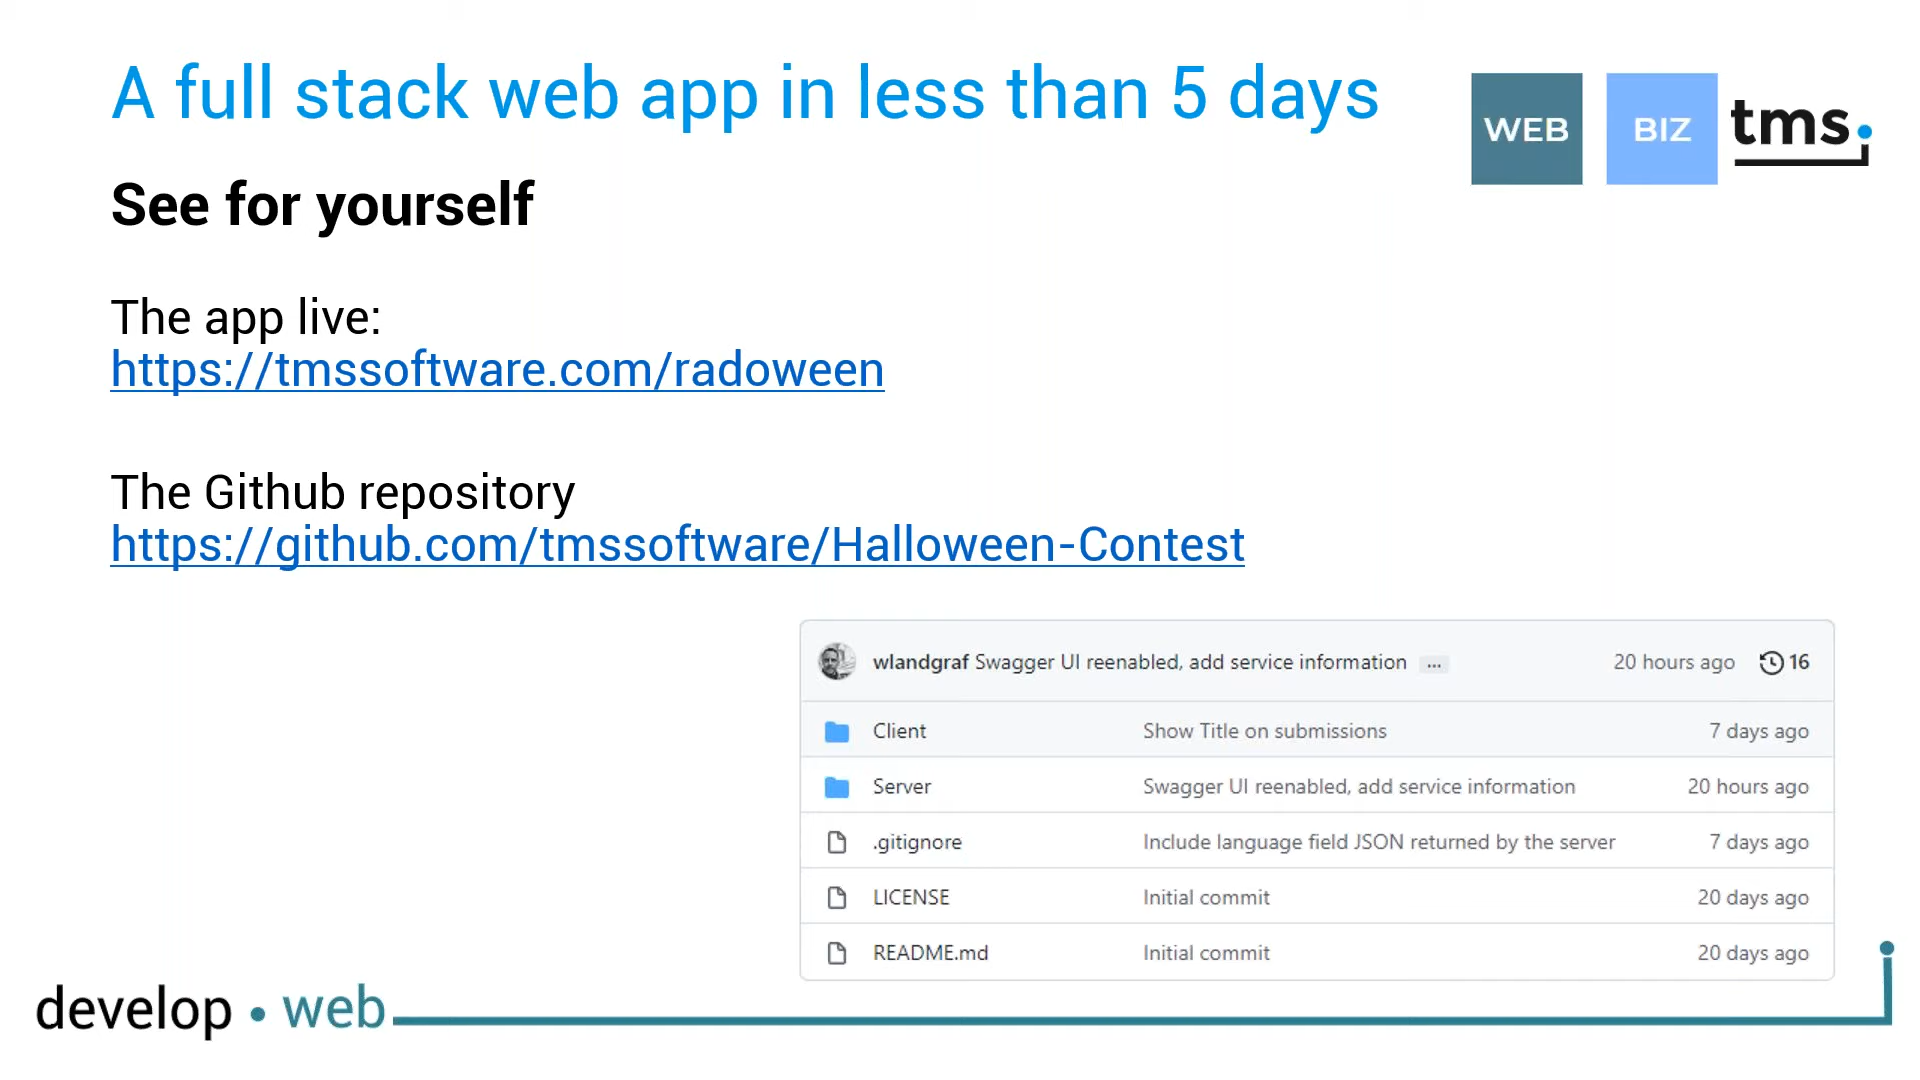 A full stack web app in less than 5 days
WEB BIZ tms.
See for yourself
The app live:
https://tmssoftware.com/radoween
The Github repository
https://github.com/tmssoftware/Halloween-Contest
wlandgraf Swagger UI reenabled, add service information ... 20 hours ago 16
Client Show Title on submissions 7 days ago
Server Swagger UI reenabled, add service information 20 hours ago
.gitignore Include language field JSON returned by the server 7 days ago
LICENSE Initial commit 20 days ago
README.md Initial commit 20 days ago
develop • web